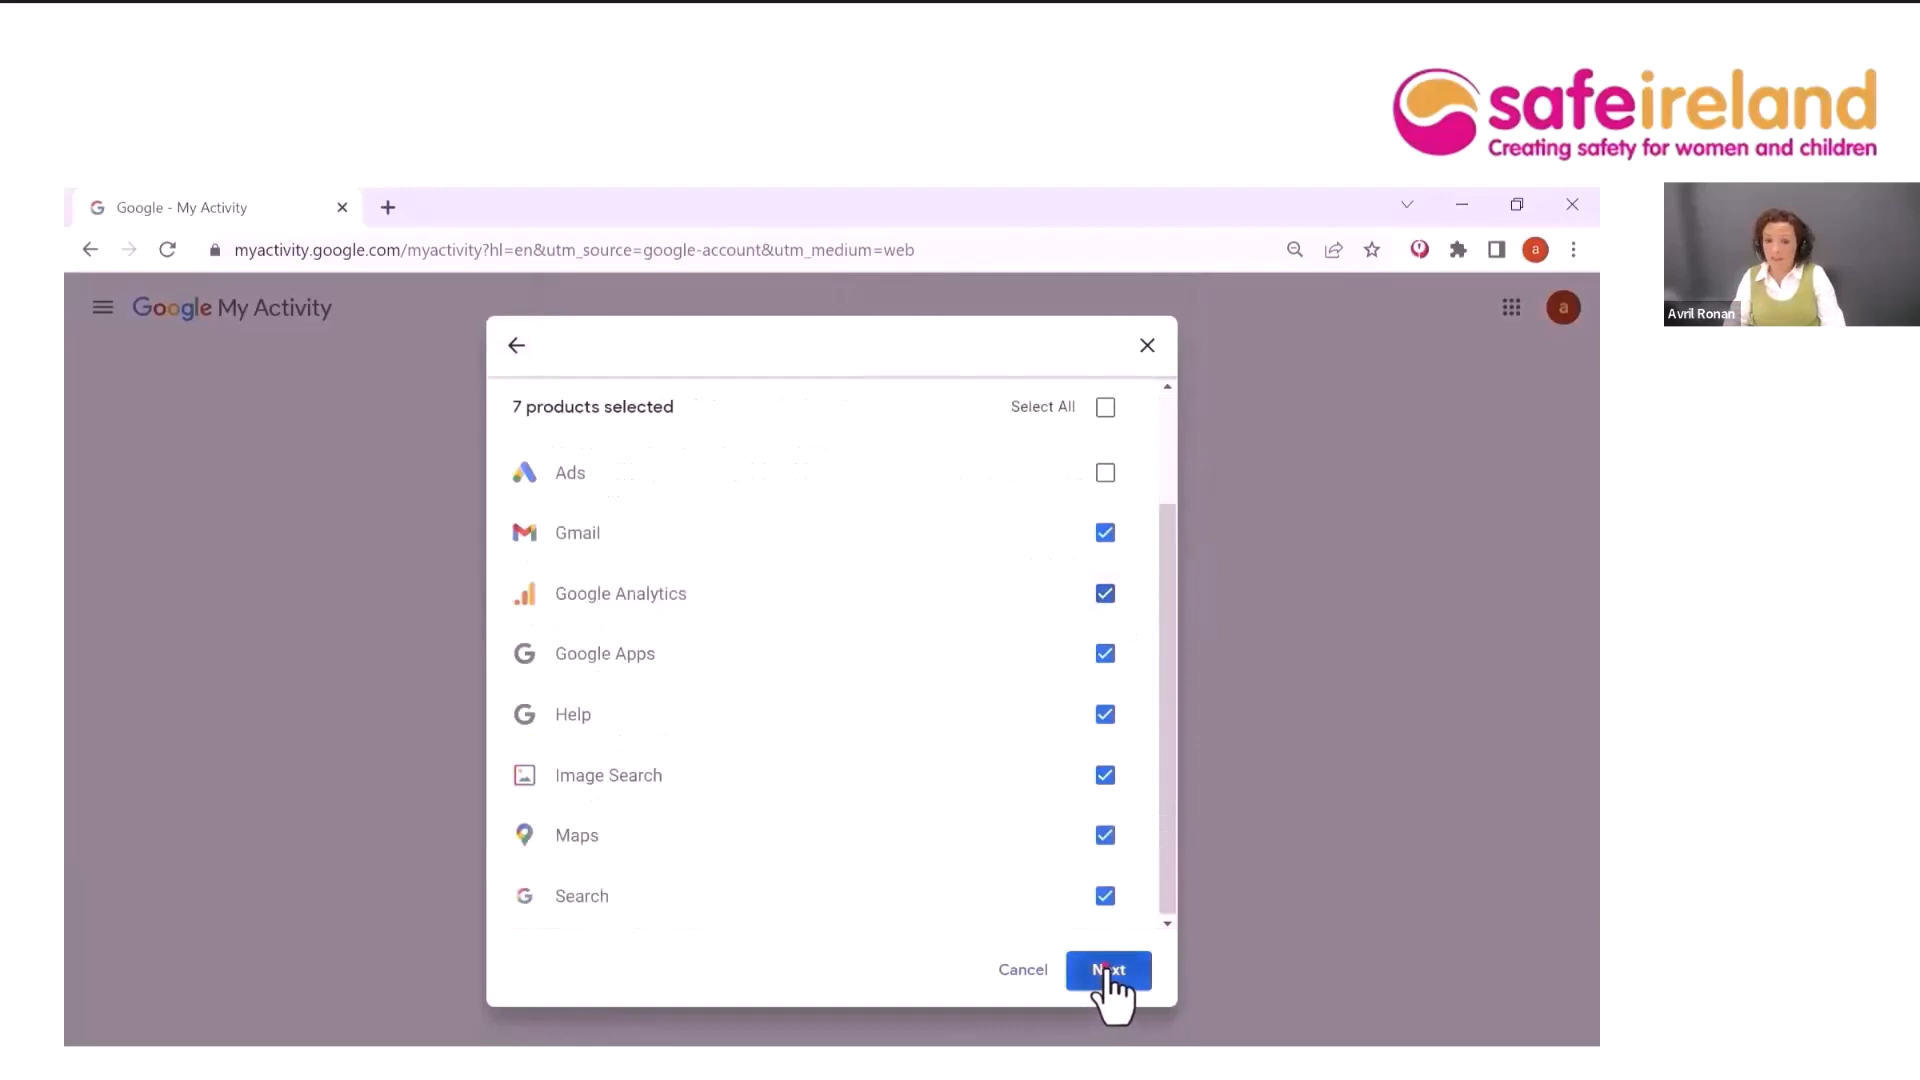 safeireland
Creating safety for women and children
Google - My Activity
myactivity.google.com/myactivity?hl=en&utm_source=google-account&utm_medium=web
a
Google My Activity
a
Avril Ronan
7 products selected
Select All
Ads
Gmail
Google Analytics
Google Apps
Help
Image Search
Maps
Search
Cancel
Next